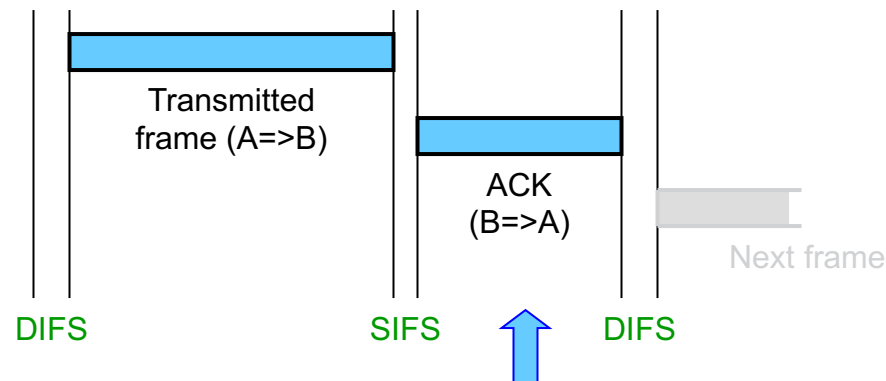 Transmitted
frame (A=>B)
ACK
(B=>A)
Next frame
DIFS
SIFS
DIFS